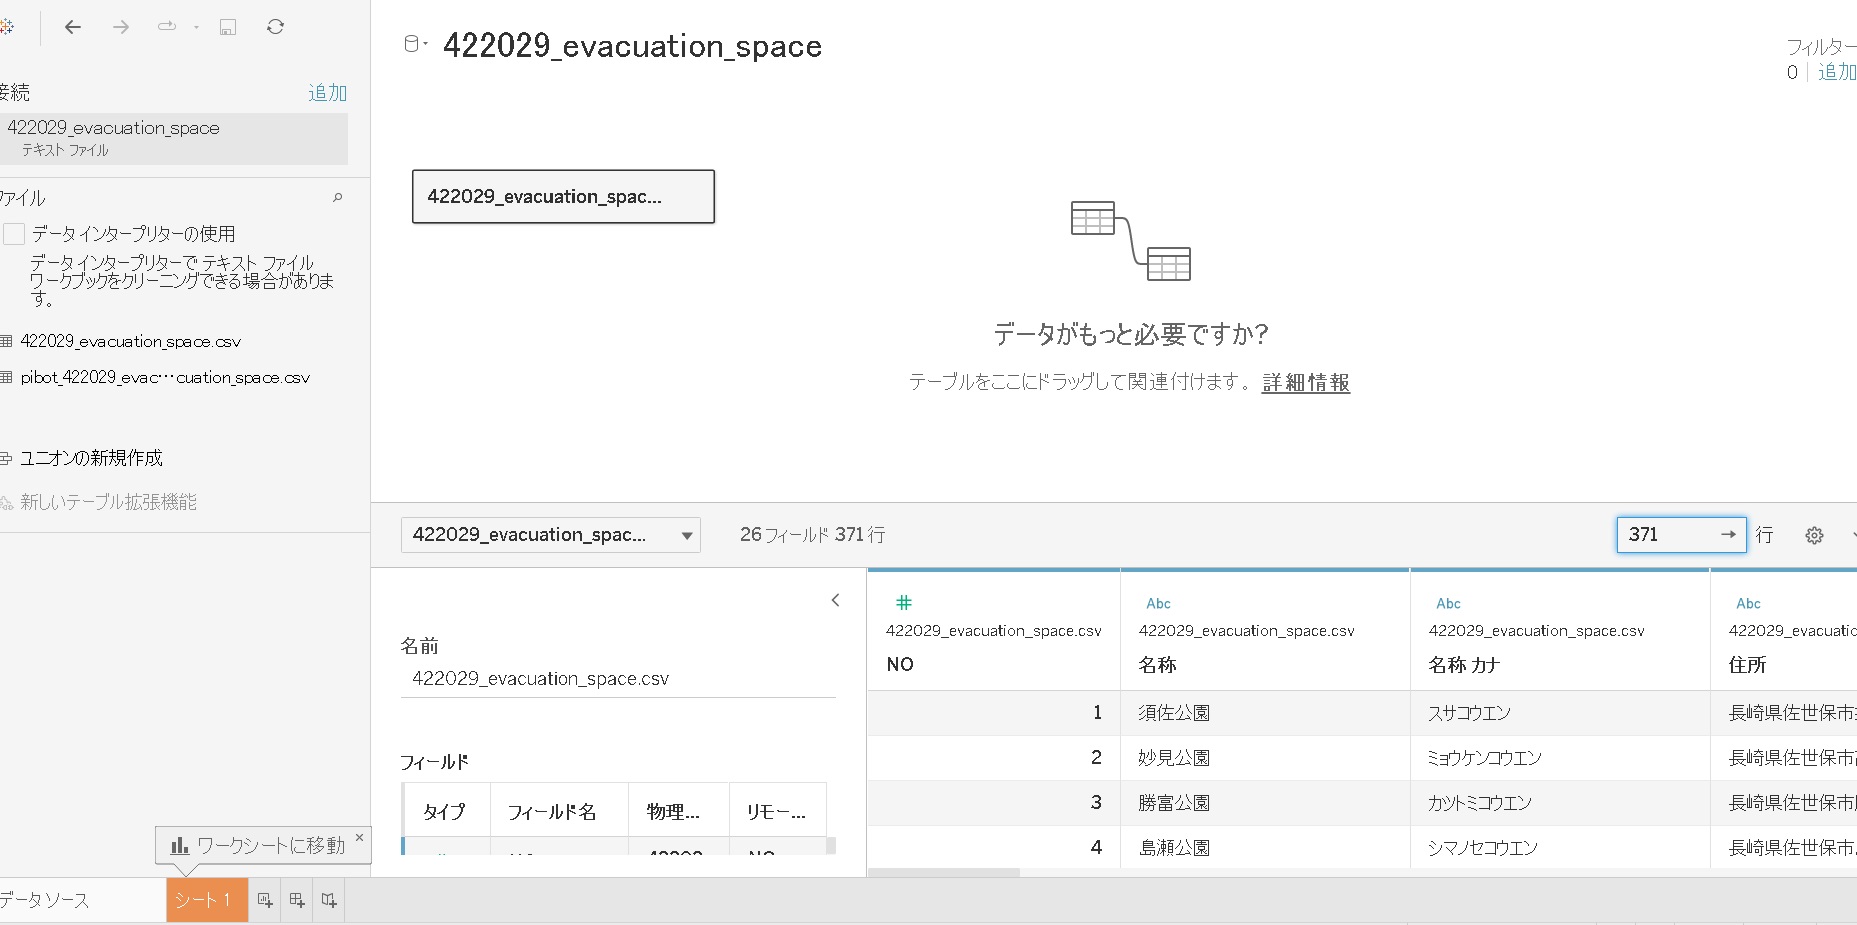 422029_evacuation_space
フィルター
0 追加
接続 追加
422029_evacuation_space
テキスト ファイル
ファイル
データ インタープリターの使用
データ インタープリターで テキスト ファイル
ワークブックをクリーニングできる場合がありま
す。
422029_evacuation_space.csv
pibot_422029_evac…cuation_space.csv
ユニオンの新規作成
新しいテーブル拡張機能
422029_evacuation_spac...
データがもっと必要ですか?
テーブルをここにドラッグして関連付けます。 詳細情報
422029_evacuation_spac... 26 フィールド 371 行 371 → 行
名前
422029_evacuation_space.csv
フィールド
タイプ フィールド名 物理... リモー...
# Abc Abc Abc
422029_evacuation_space.csv 422029_evacuation_space.csv 422029_evacuation_space.csv 422029_evacuatio
NO 名称 名称 カナ 住所
1 須佐公園 スサコウエン 長崎県佐世保市
2 妙見公園 ミョウケンコウエン 長崎県佐世保市
3 勝富公園 カツトミコウエン 長崎県佐世保市
4 島瀬公園 シマノセコウエン 長崎県佐世保市
ワークシートに移動 ×
データ ソース シート 1